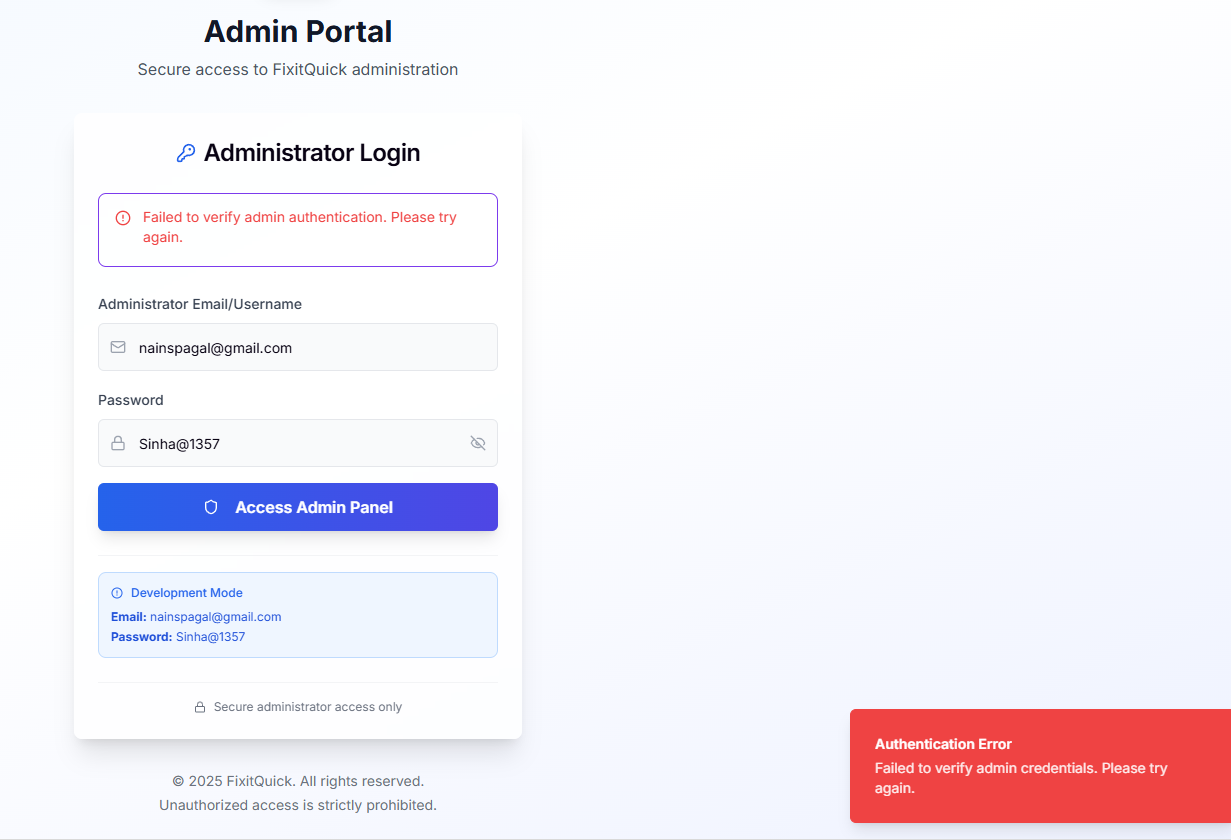 Admin Portal
Secure access to FixitQuick administration
Administrator Login
Failed to verify admin authentication. Please try
again.
Administrator Email/Username
nainspagal@gmail.com
Password
Sinha@1357
Access Admin Panel
Development Mode
Email: nainspagal@gmail.com
Password: Sinha@1357
Secure administrator access only
© 2025 FixitQuick. All rights reserved.
Unauthorized access is strictly prohibited.
Authentication Error
Failed to verify admin credentials. Please try
again.